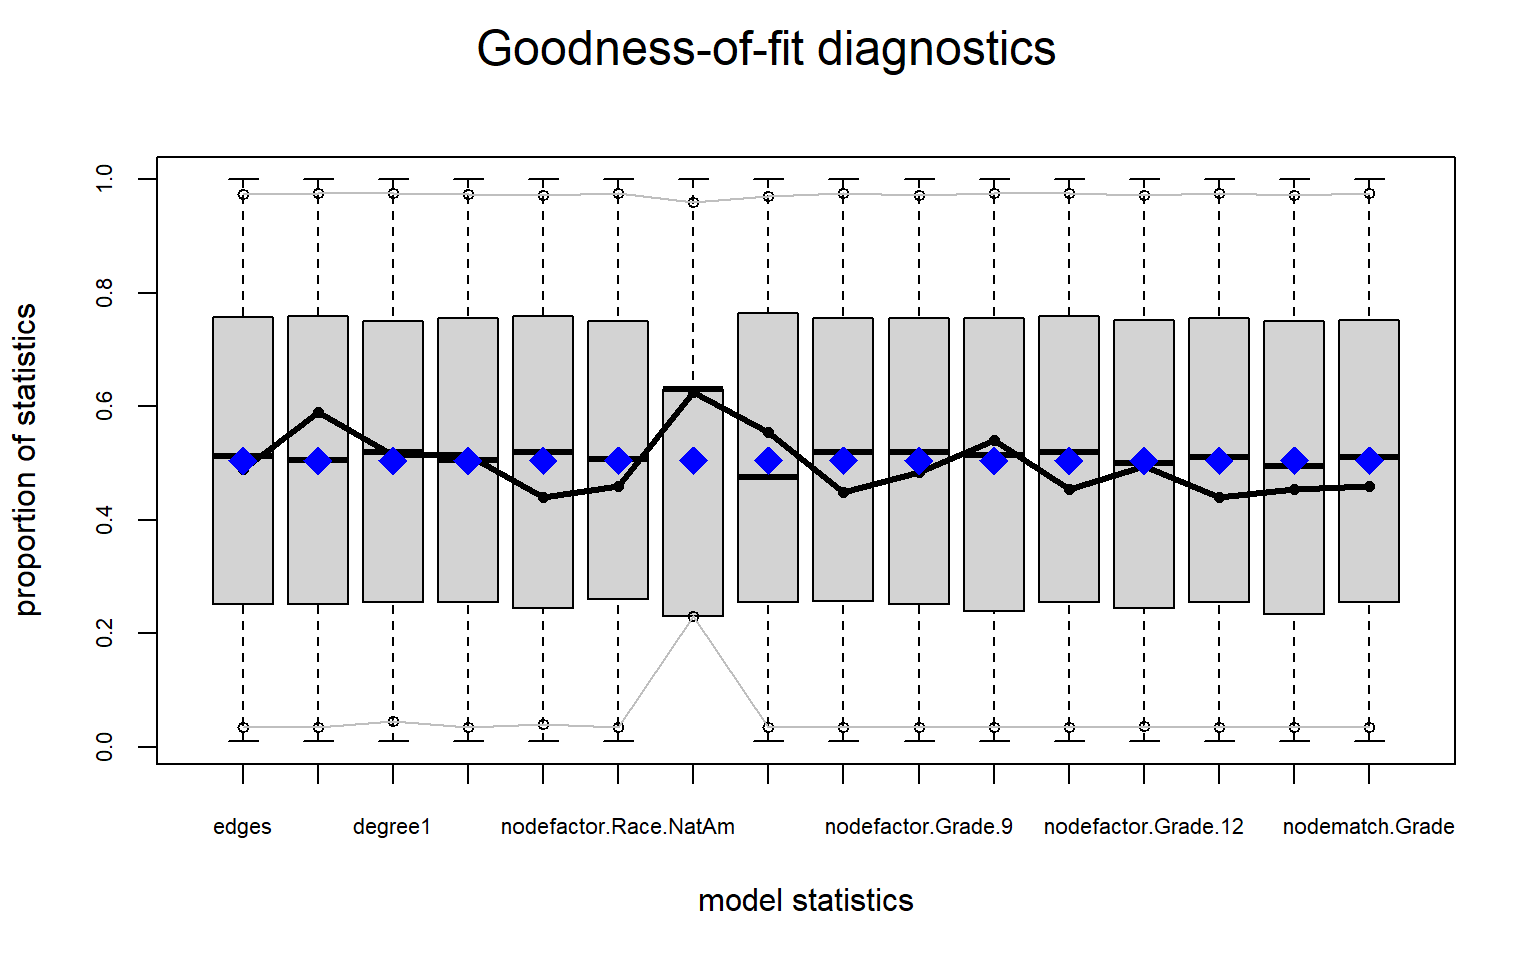 Goodness-of-fit diagnostics
proportion of statistics
1.0
0.8
0.6
0.4
0.2
0.0
edges degree1 nodefactor.Race.NatAm nodefactor.Grade.9 nodefactor.Grade.12 nodematch.Grade
model statistics